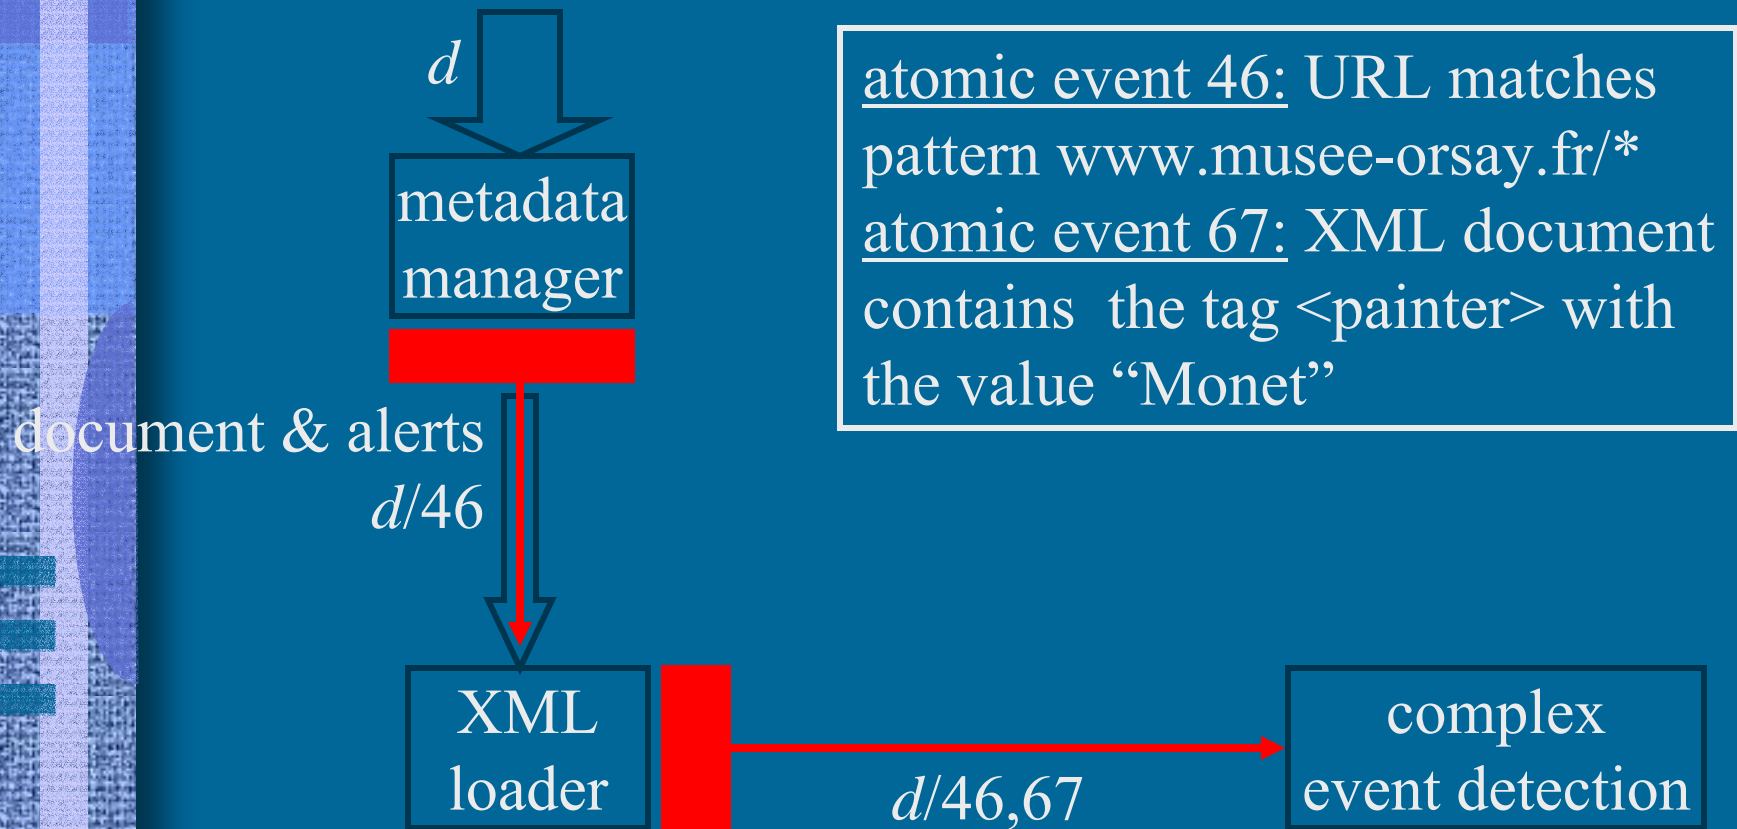 d
metadata
manager
atomic event 46: URL matches
pattern www.musee-orsay.fr/*
atomic event 67: XML document
contains the tag <painter> with
the value “Monet”
document & alerts
d/46
XML
loader
d/46,67
complex
event detection